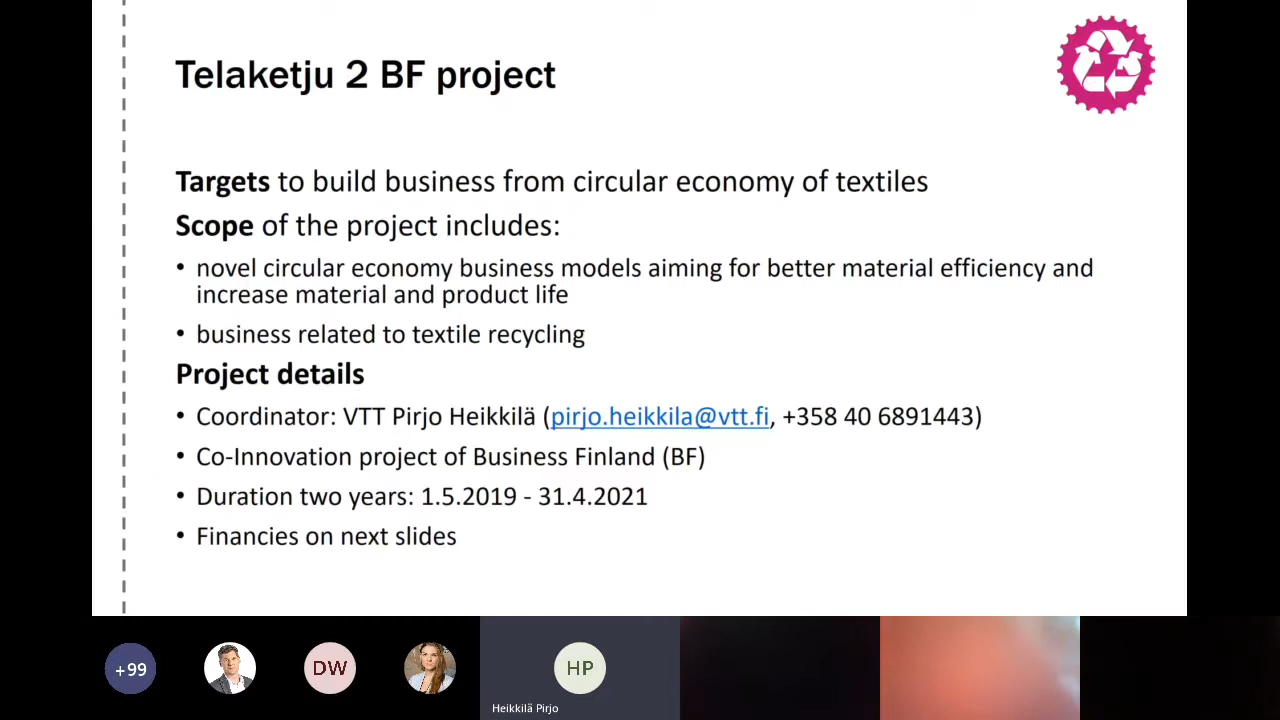 Telaketju 2 BF project
Targets to build business from circular economy of textiles
Scope of the project includes:
• novel circular economy business models aiming for better material efficiency and
increase material and product life
• business related to textile recycling
Project details
• Coordinator: VTT Pirjo Heikkilä (pirjo.heikkila@vtt.fi, +358 40 6891443)
• Co-Innovation project of Business Finland (BF)
• Duration two years: 1.5.2019 - 31.4.2021
• Financies on next slides
+99
DW
HP
Heikkilä Pirjo